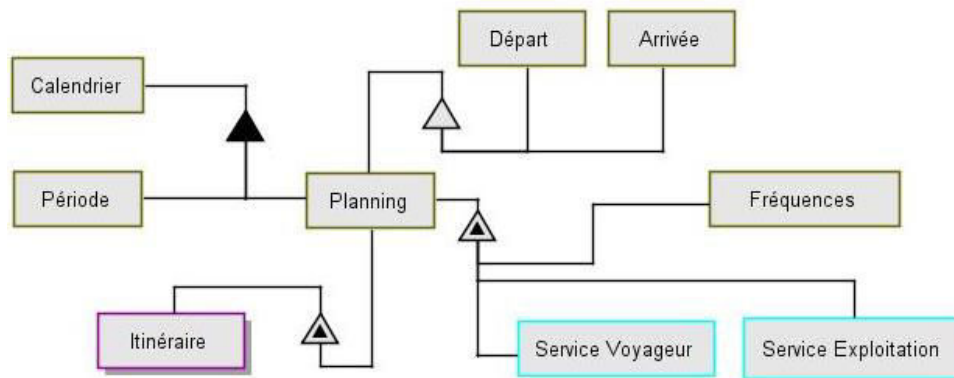 Départ
Arrivée
Calendrier
Période
Planning
Fréquences
Itinéraire
Service Voyageur
Service Exploitation